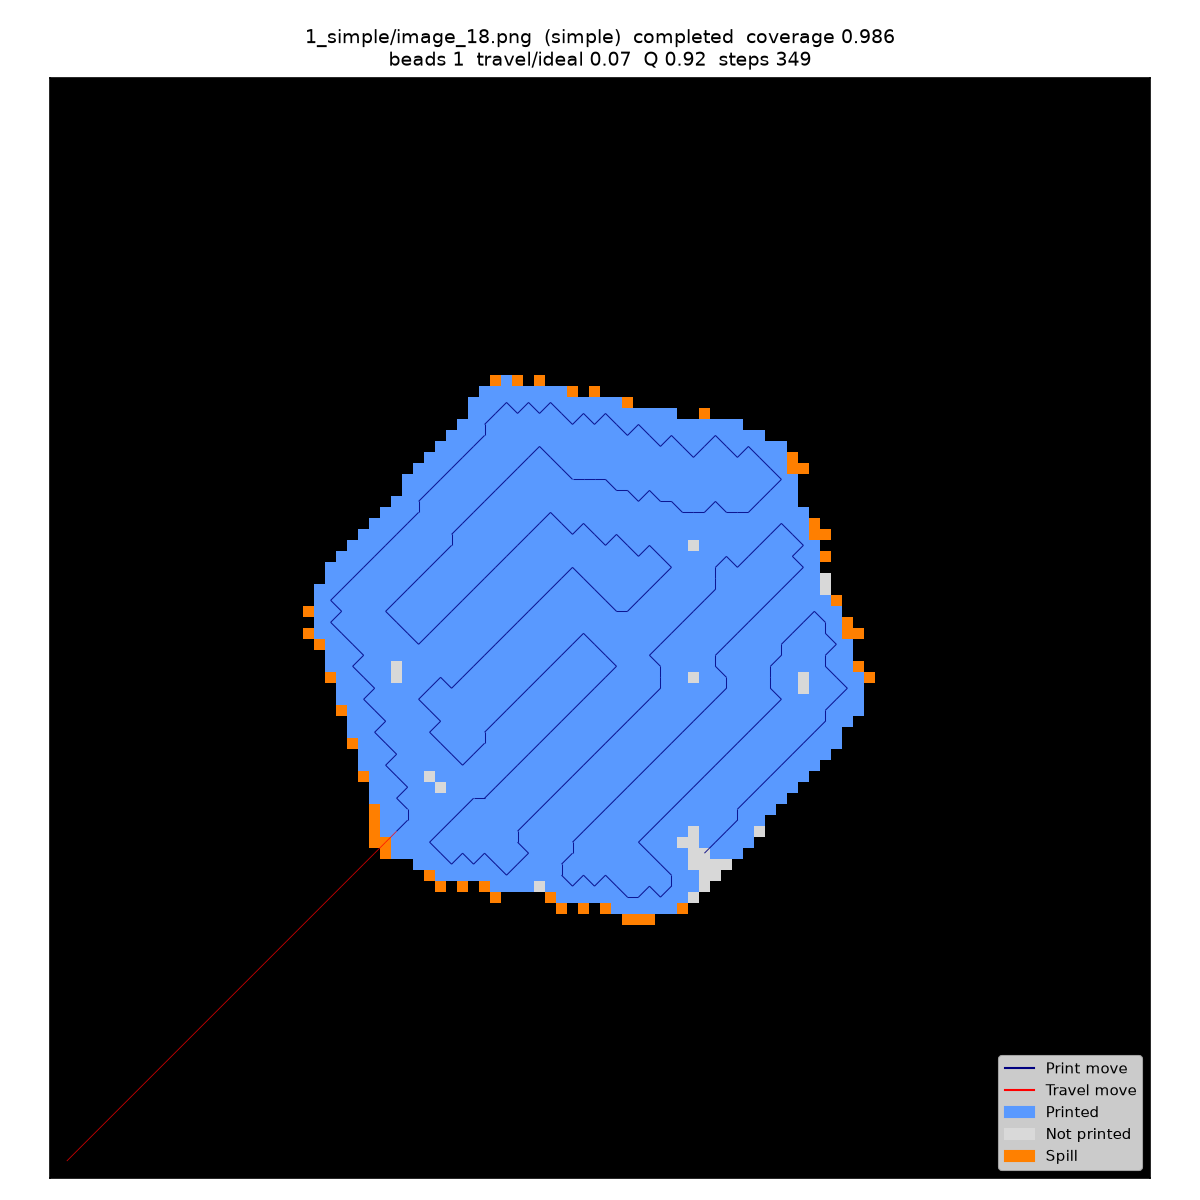 1_simple/image_18.png  (simple)  completed  coverage 0.986
beads 1  travel/ideal 0.07  Q 0.92  steps 349
Print move
Travel move
Printed
Not printed
Spill